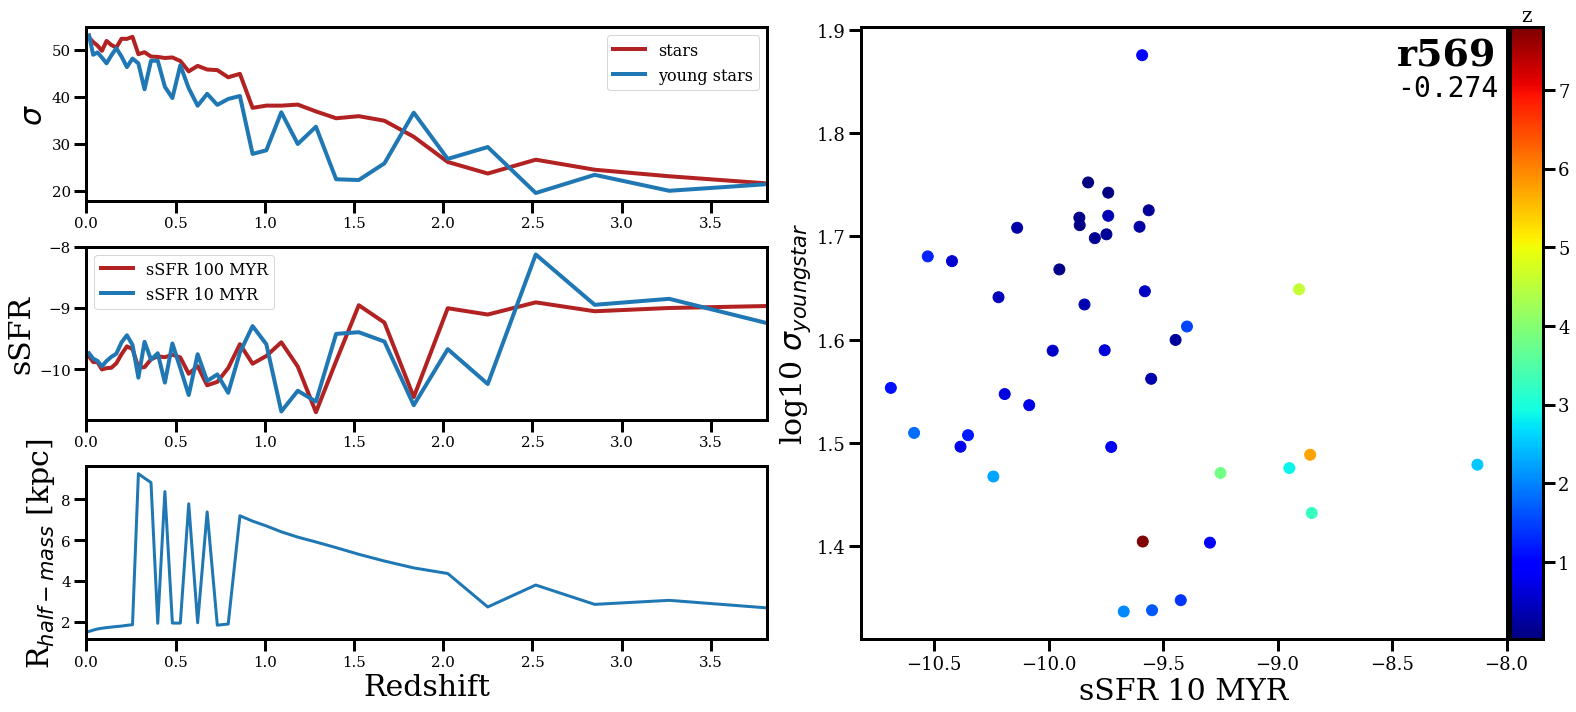 stars
young stars
50
40
30
20
σ
0.0 0.5 1.0 1.5 2.0 2.5 3.0 3.5
sSFR 100 MYR
sSFR 10 MYR
−8
−9
−10
sSFR
0.0 0.5 1.0 1.5 2.0 2.5 3.0 3.5
8
6
4
2
R_{half−mass} [kpc]
0.0 0.5 1.0 1.5 2.0 2.5 3.0 3.5
Redshift
r569
-0.274
1.9
1.8
1.7
1.6
1.5
1.4
log10 σ_{youngstar}
−10.5 −10.0 −9.5 −9.0 −8.5 −8.0
sSFR 10 MYR
z
7
6
5
4
3
2
1